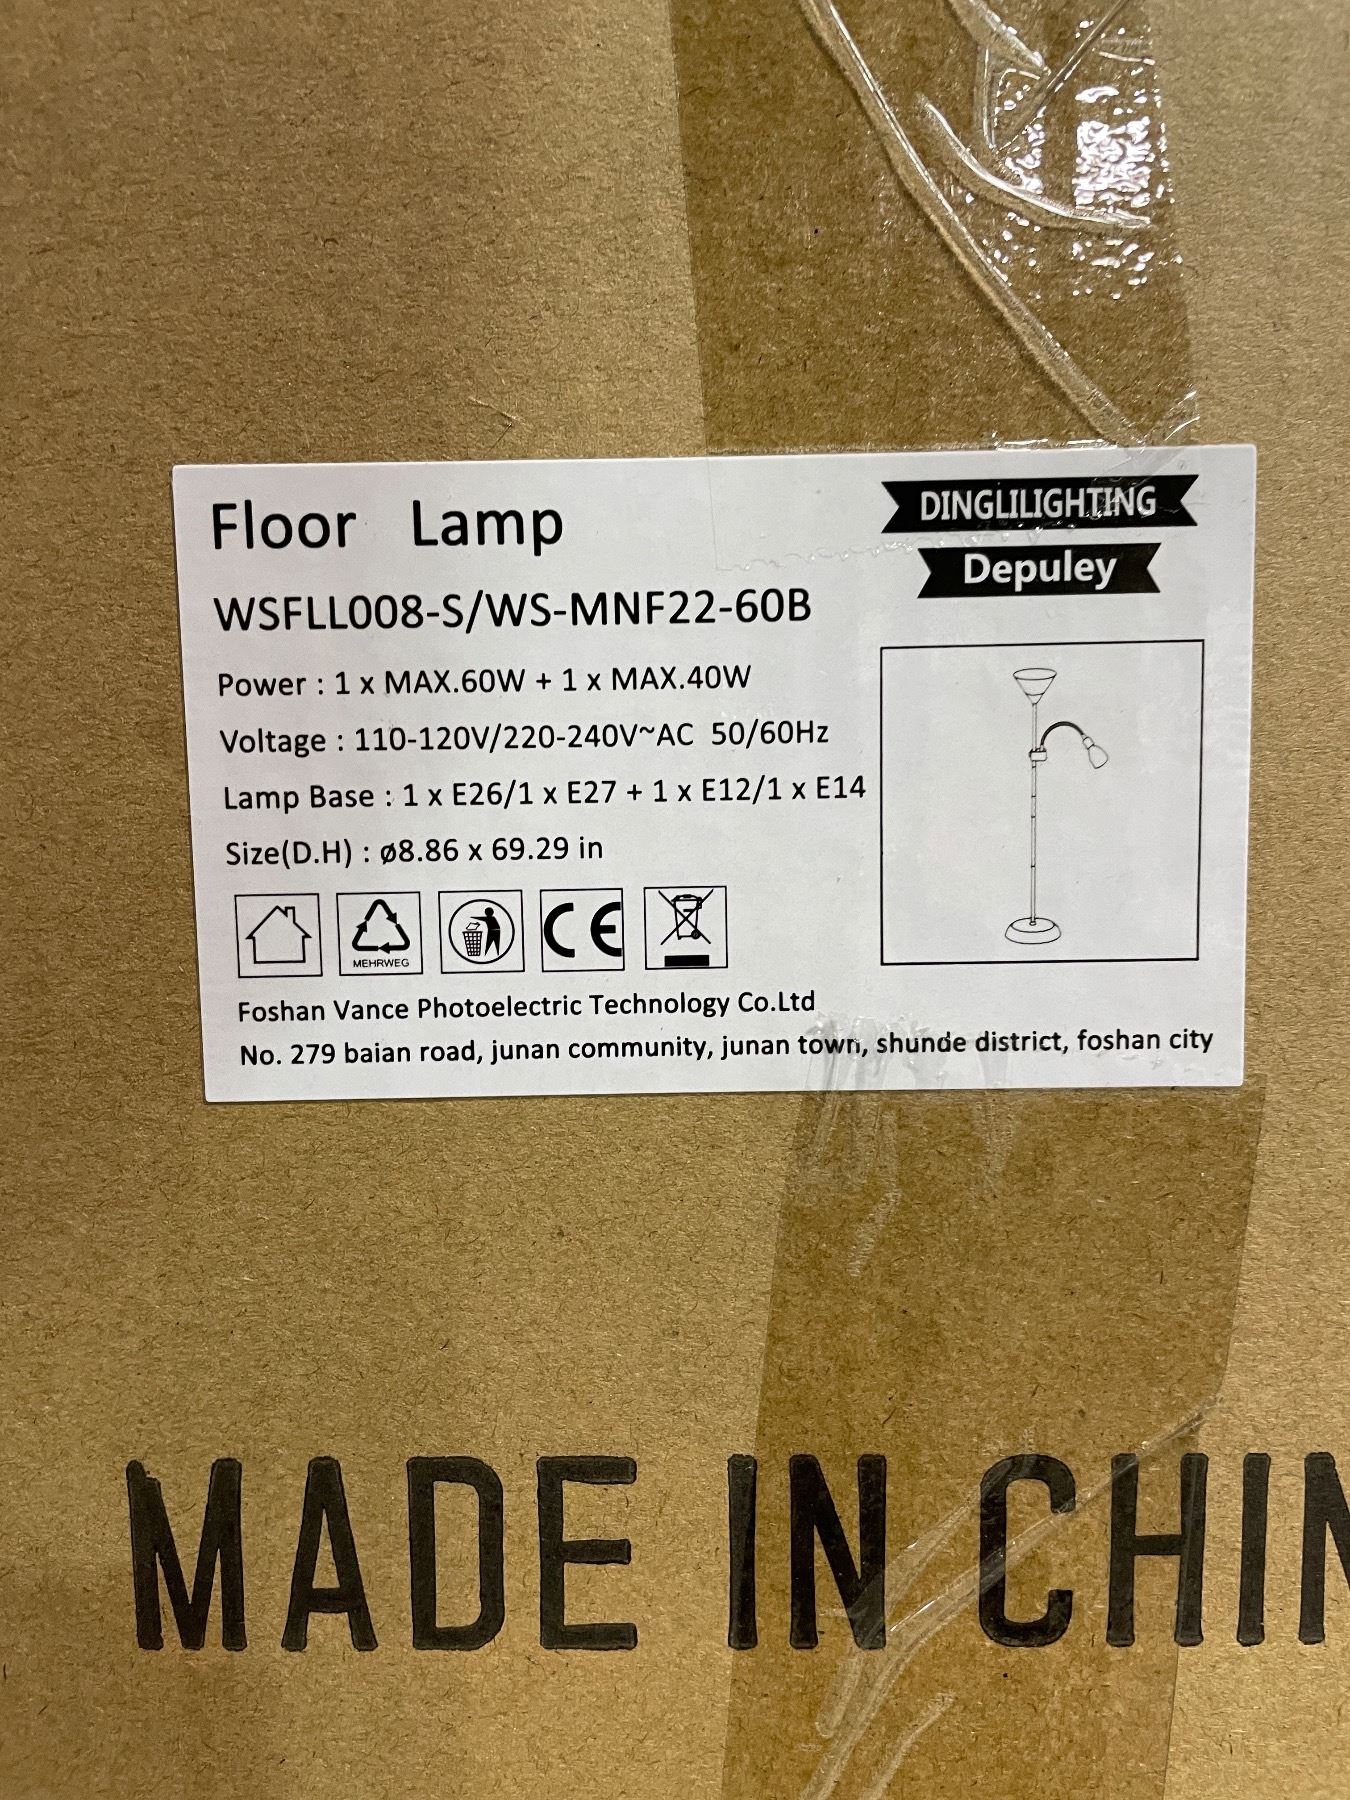 Floor Lamp
DINGLILIGHTING
Depuley
WSFLL008-S/WS-MNF22-60B
Power : 1 x MAX.60W + 1 x MAX.40W
Voltage : 110-120V/220-240V~AC 50/60Hz
Lamp Base : 1 x E26/1 x E27 + 1 x E12/1 x E14
Size(D.H) : ø8.86 x 69.29 in
MEHRWEG
CE
Foshan Vance Photoelectric Technology Co.Ltd
No. 279 baian road, junan community, junan town, shunde district, foshan city
MADE IN CHIN